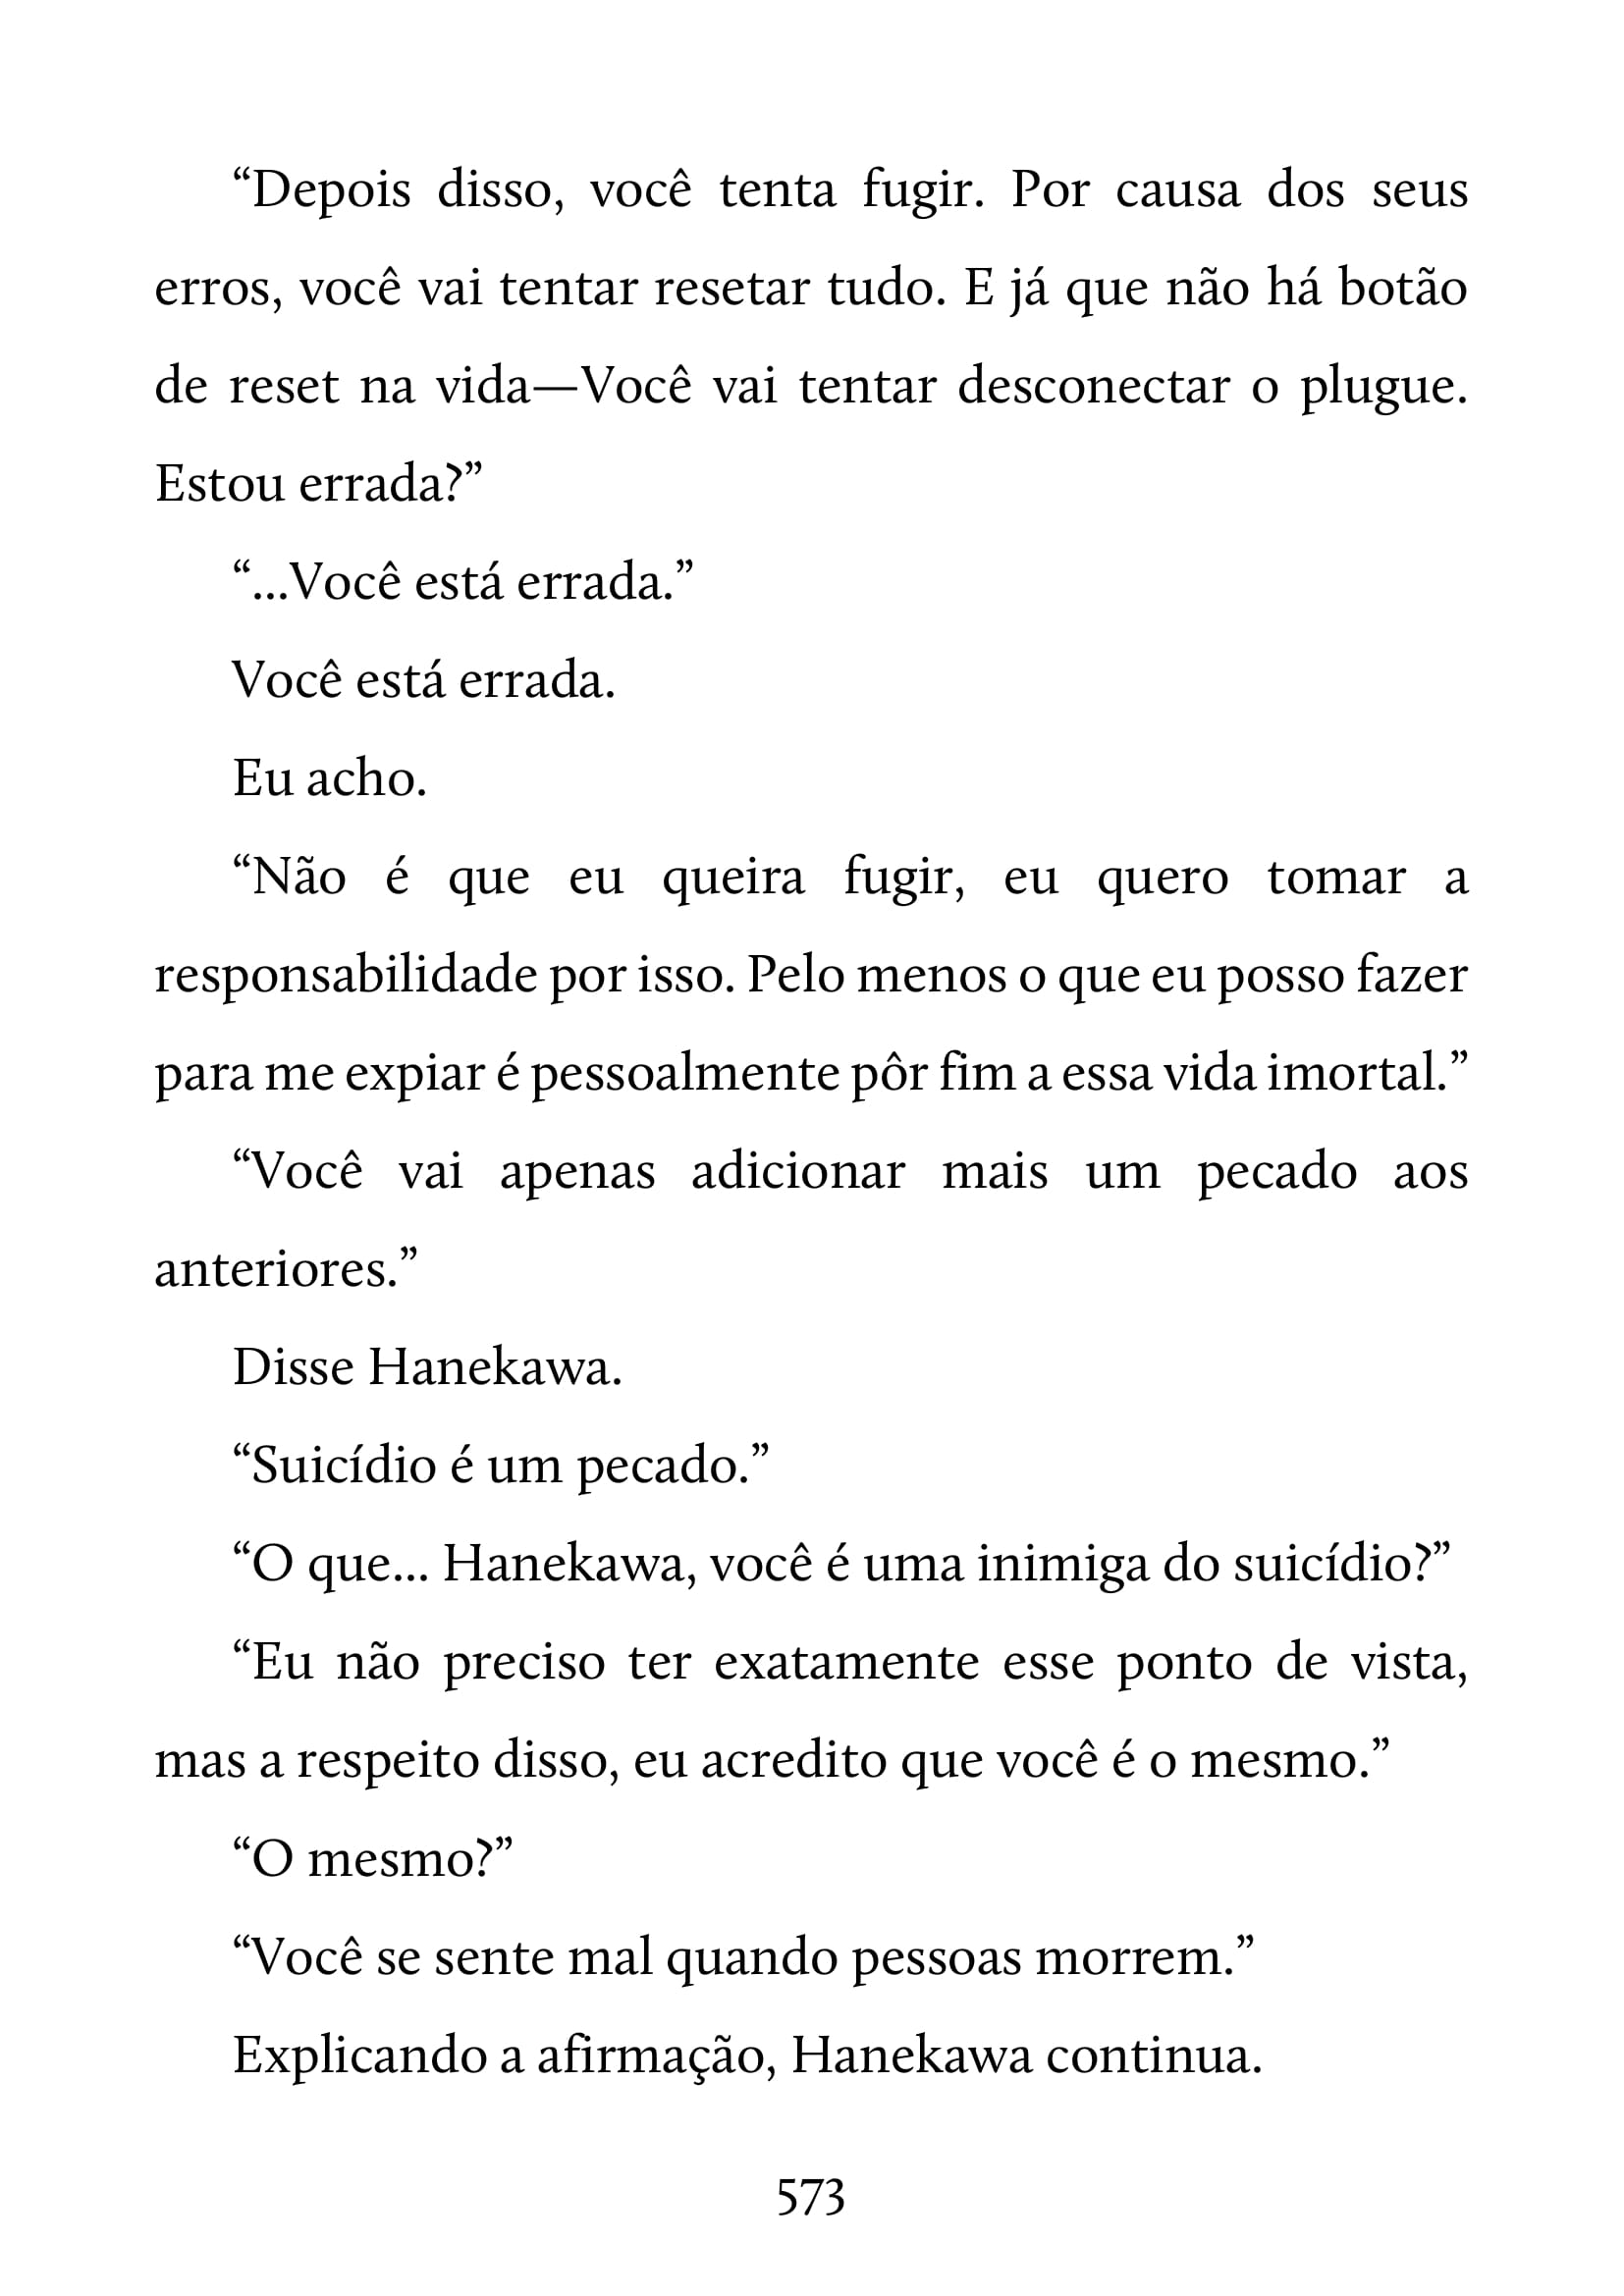 “Depois disso, você tenta fugir. Por causa dos seus
erros, você vai tentar resetar tudo. E já que não há botão
de reset na vida—Você vai tentar desconectar o plugue.
Estou errada?”
“...Você está errada.”
Você está errada.
Eu acho.
“Não é que eu queira fugir, eu quero tomar a
responsabilidade por isso. Pelo menos o que eu posso fazer
para me expiar é pessoalmente pôr fim a essa vida imortal.”
“Você vai apenas adicionar mais um pecado aos
anteriores.”
Disse Hanekawa.
“Suicídio é um pecado.”
“O que... Hanekawa, você é uma inimiga do suicídio?”
“Eu não preciso ter exatamente esse ponto de vista,
mas a respeito disso, eu acredito que você é o mesmo.”
“O mesmo?”
“Você se sente mal quando pessoas morrem.”
Explicando a afirmação, Hanekawa continua.
573